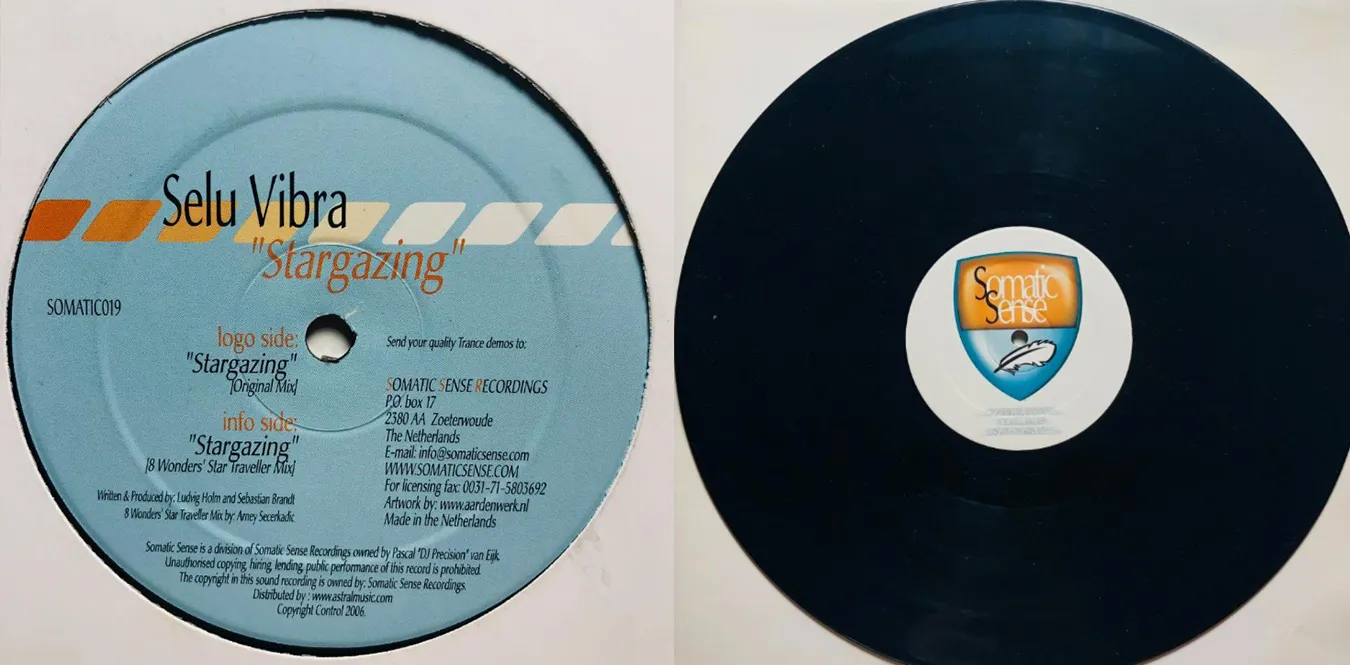 Selu Vibra
"Stargazing"
SOMATIC019
logo side:
"Stargazing"
[Original Mix]
info side:
"Stargazing"
[8 Wonders' Star Traveller Mix]
Written & Produced by: Ludvig Holm and Sebastian Brandt
8 Wonders' Star Traveller Mix by: Amey Secerkadic
Send your quality Trance demos to:
SOMATIC SENSE RECORDINGS
P.O. box 17
2380 AA Zoeterwoude
The Netherlands
E-mail: info@somaticsense.com
WWW.SOMATICSENSE.COM
For licensing fax: 0031-71-5803692
Artwork by: www.aardenwerk.nl
Made in the Netherlands
Somatic Sense is a division of Somatic Sense Recordings owned by Pascal "DJ Precision" van Eijk.
Unauthorised copying, hiring, lending, public performance of this record is prohibited.
The copyright in this sound recording is owned by: Somatic Sense Recordings.
Distributed by : www.astralmusic.com
Copyright Control 2006.
Somatic
Sense